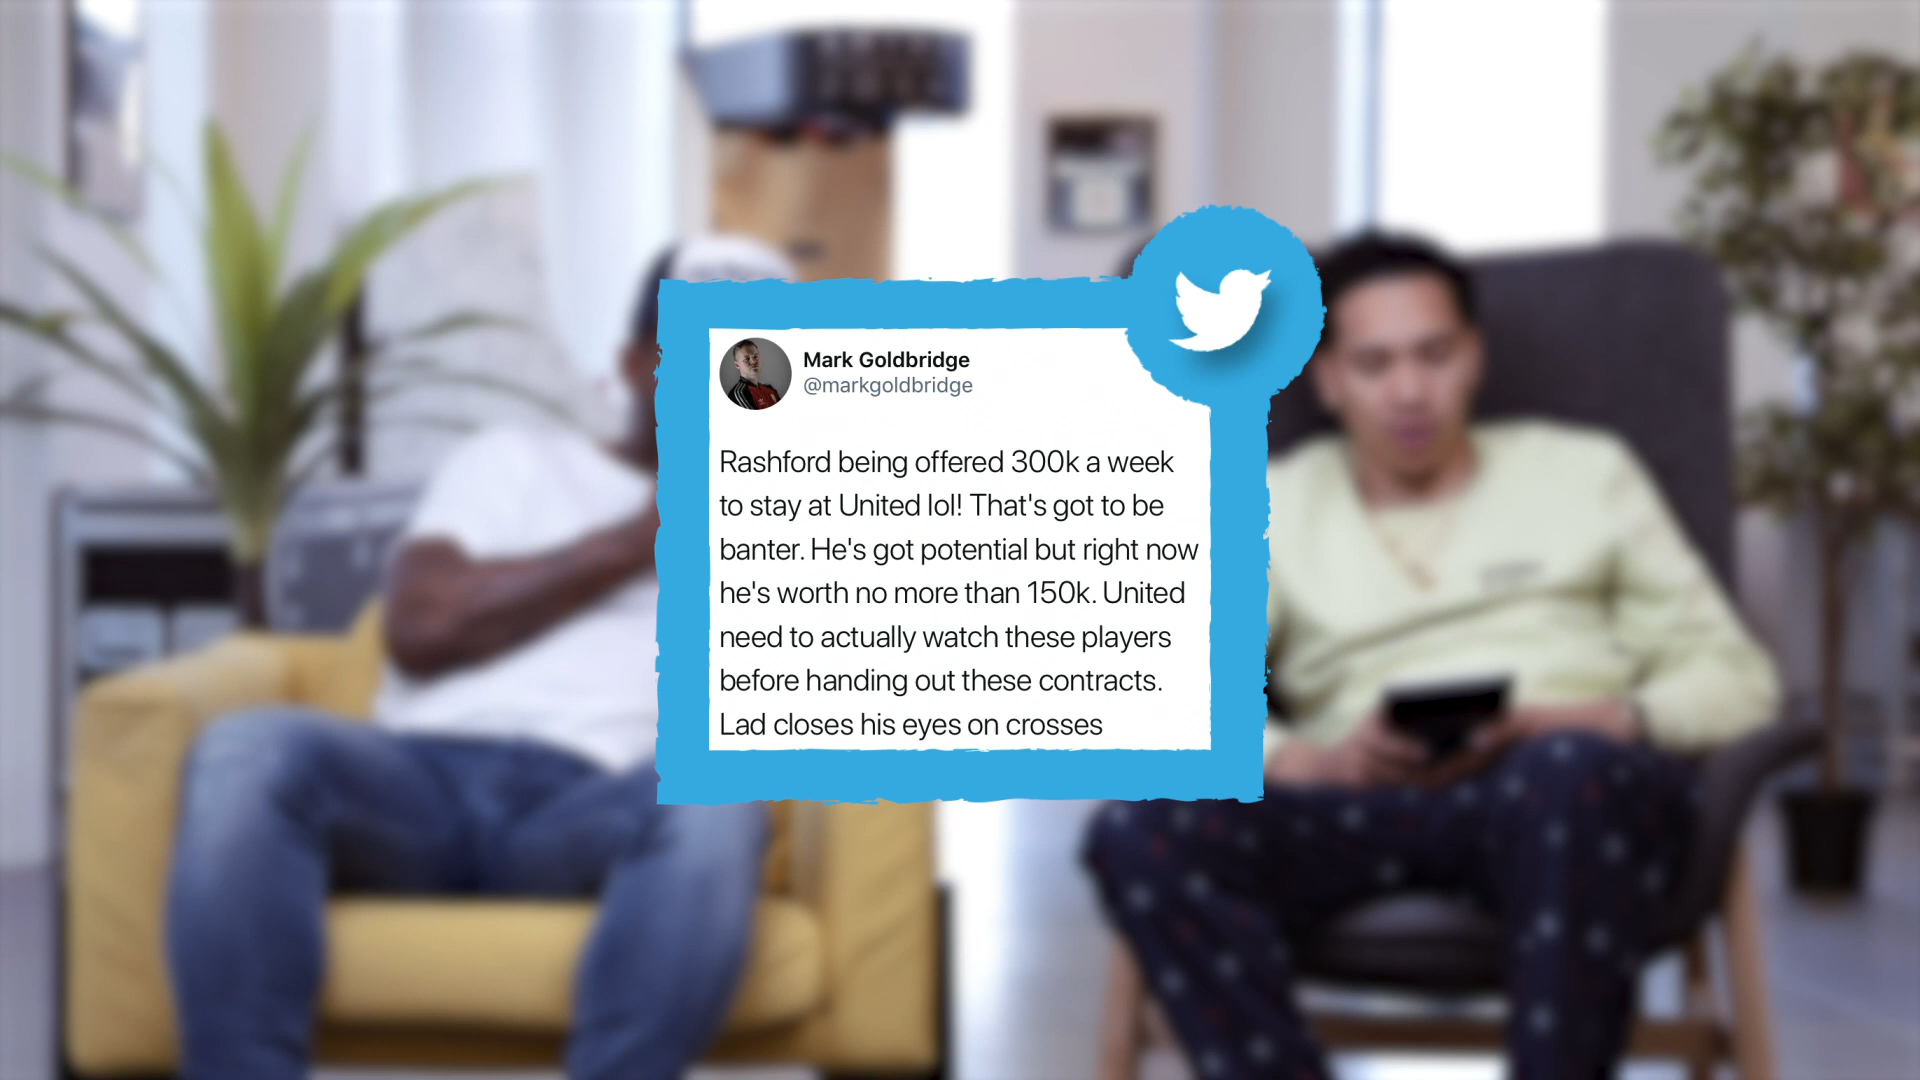 Mark Goldbridge
@markgoldbridge
Rashford being offered 300k a week
to stay at United lol! That's got to be
banter. He's got potential but right now
he's worth no more than 150k. United
need to actually watch these players
before handing out these contracts.
Lad closes his eyes on crosses